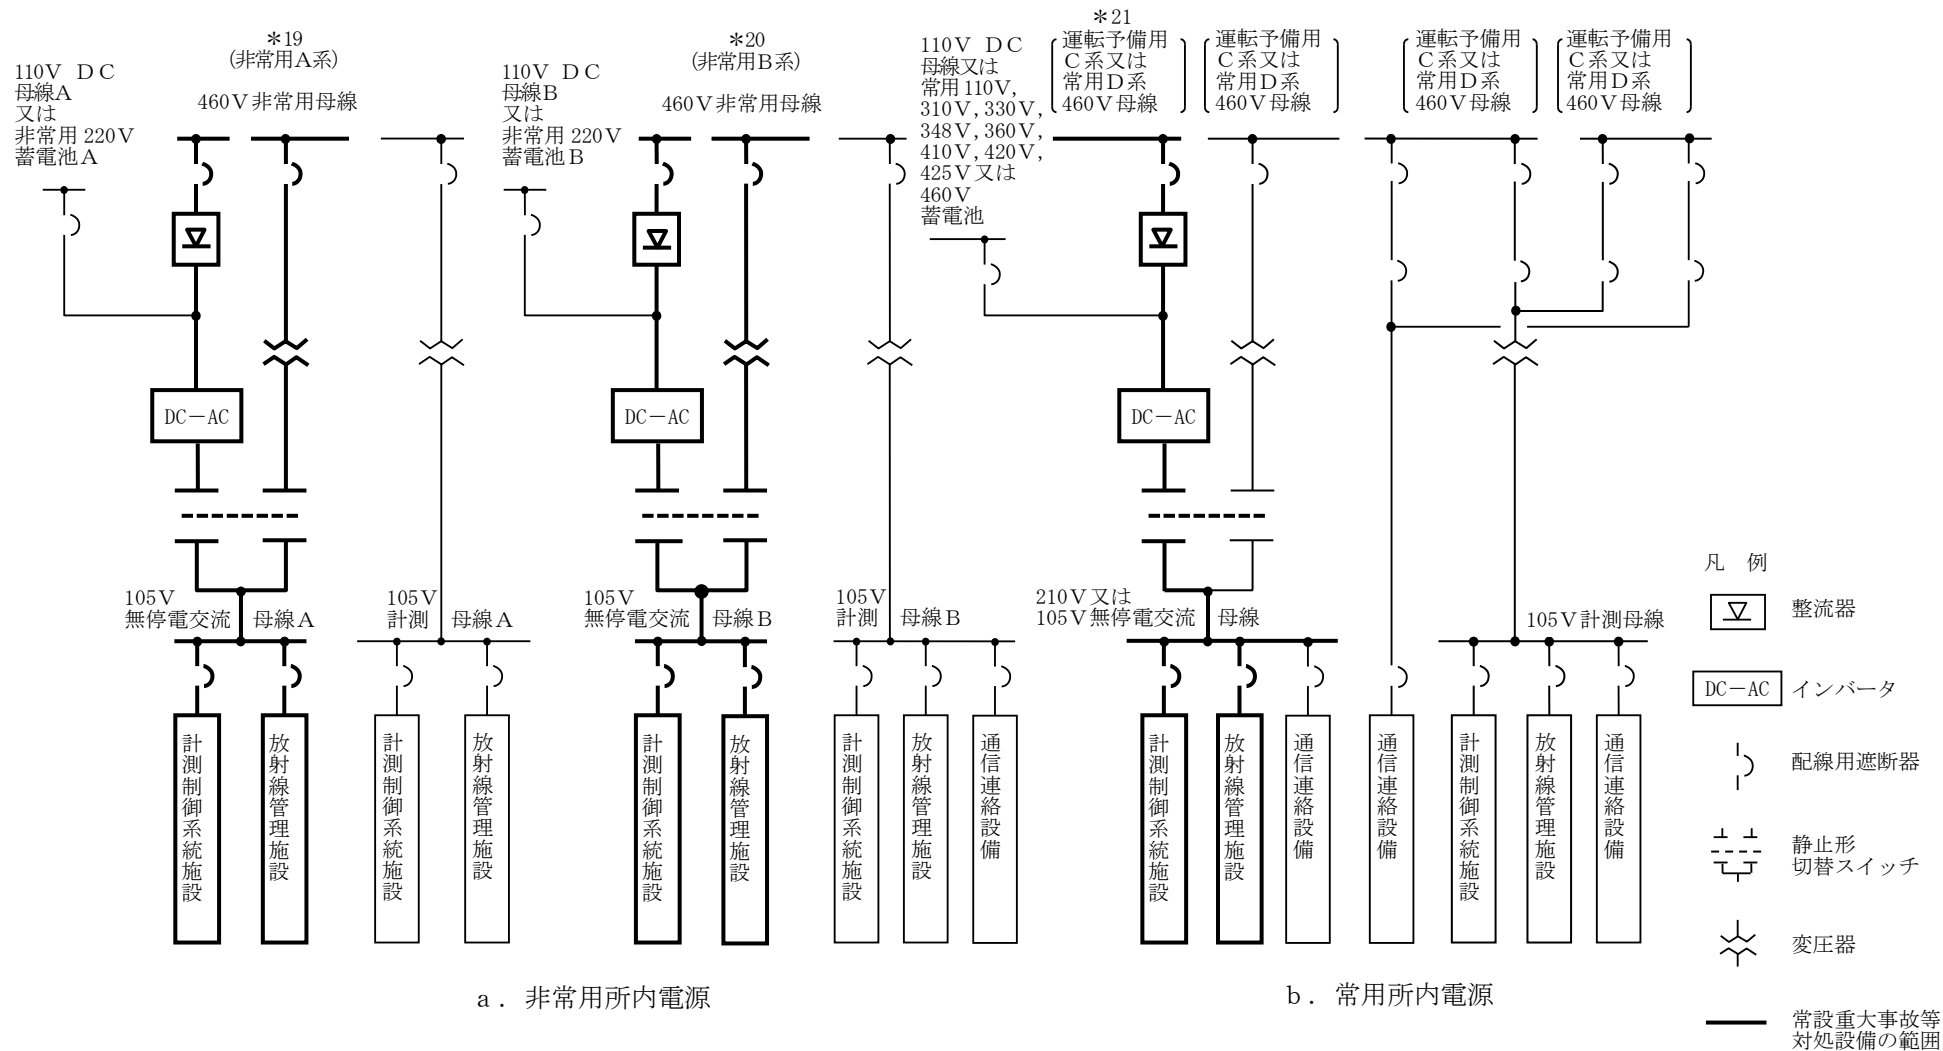 ＊19
(非常用Ａ系)
110Ｖ ＤＣ
母線Ａ
又は
非常用 220Ｖ
蓄電池Ａ
460Ｖ非常用母線
＊20
(非常用Ｂ系)
110Ｖ ＤＣ
母線Ｂ
又は
非常用 220Ｖ
蓄電池Ｂ
460Ｖ非常用母線
110Ｖ ＤＣ
母線又は
常用 110Ｖ,
310Ｖ, 330Ｖ,
348Ｖ, 360Ｖ,
410Ｖ, 420Ｖ,
425Ｖ又は
460Ｖ
蓄電池
＊21
運転予備用
Ｃ系又は
常用Ｄ系
460Ｖ母線
運転予備用
Ｃ系又は
常用Ｄ系
460Ｖ母線
運転予備用
Ｃ系又は
常用Ｄ系
460Ｖ母線
運転予備用
Ｃ系又は
常用Ｄ系
460Ｖ母線
DC－AC
DC－AC
DC－AC
105Ｖ
無停電交流 母線Ａ
105Ｖ
計測 母線Ａ
105Ｖ
無停電交流 母線Ｂ
105Ｖ
計測 母線Ｂ
210Ｖ又は
105Ｖ無停電交流 母線
105Ｖ計測母線
計測制御系統施設
放射線管理施設
計測制御系統施設
放射線管理施設
計測制御系統施設
放射線管理施設
計測制御系統施設
放射線管理施設
通信連絡設備
計測制御系統施設
放射線管理施設
通信連絡設備
通信連絡設備
計測制御系統施設
放射線管理施設
通信連絡設備
ａ．非常用所内電源
ｂ．常用所内電源
凡 例
整流器
DC－AC インバータ
配線用遮断器
静止形
切替スイッチ
変圧器
常設重大事故等
対処設備の範囲